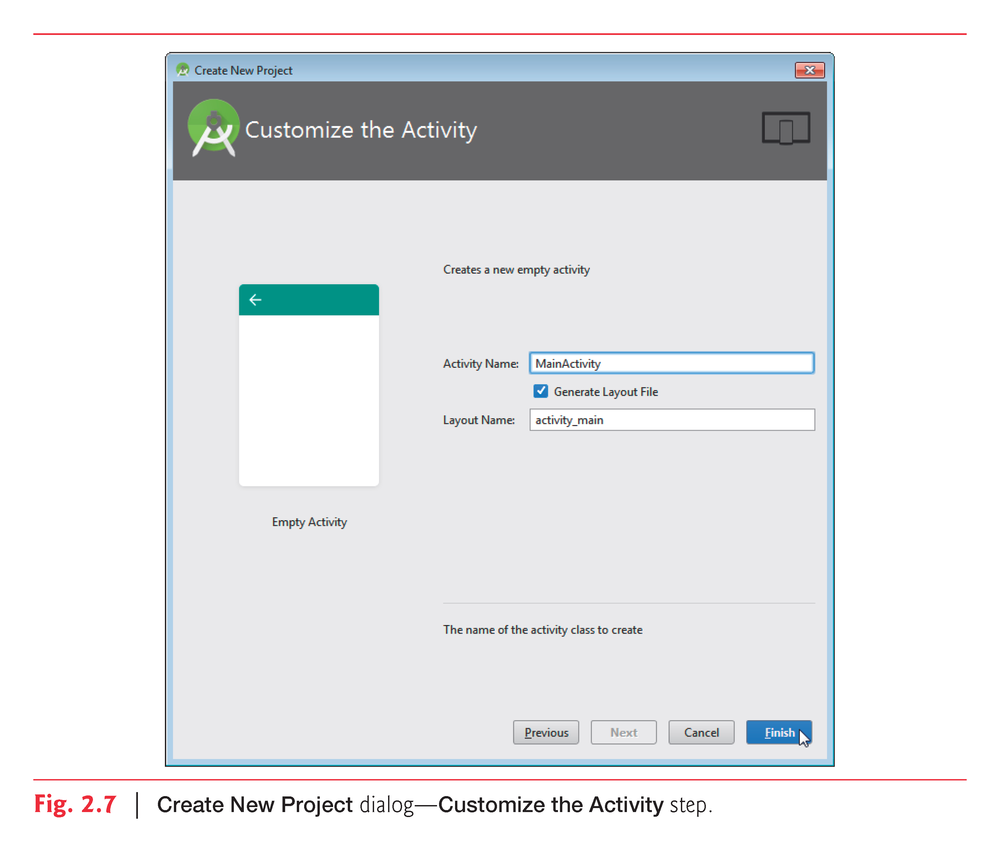 Create New Project
Customize the Activity
Creates a new empty activity
Activity Name: MainActivity
Generate Layout File
Layout Name: activity_main
Empty Activity
The name of the activity class to create
Previous Next Cancel Finish
Fig. 2.7 | Create New Project dialog—Customize the Activity step.